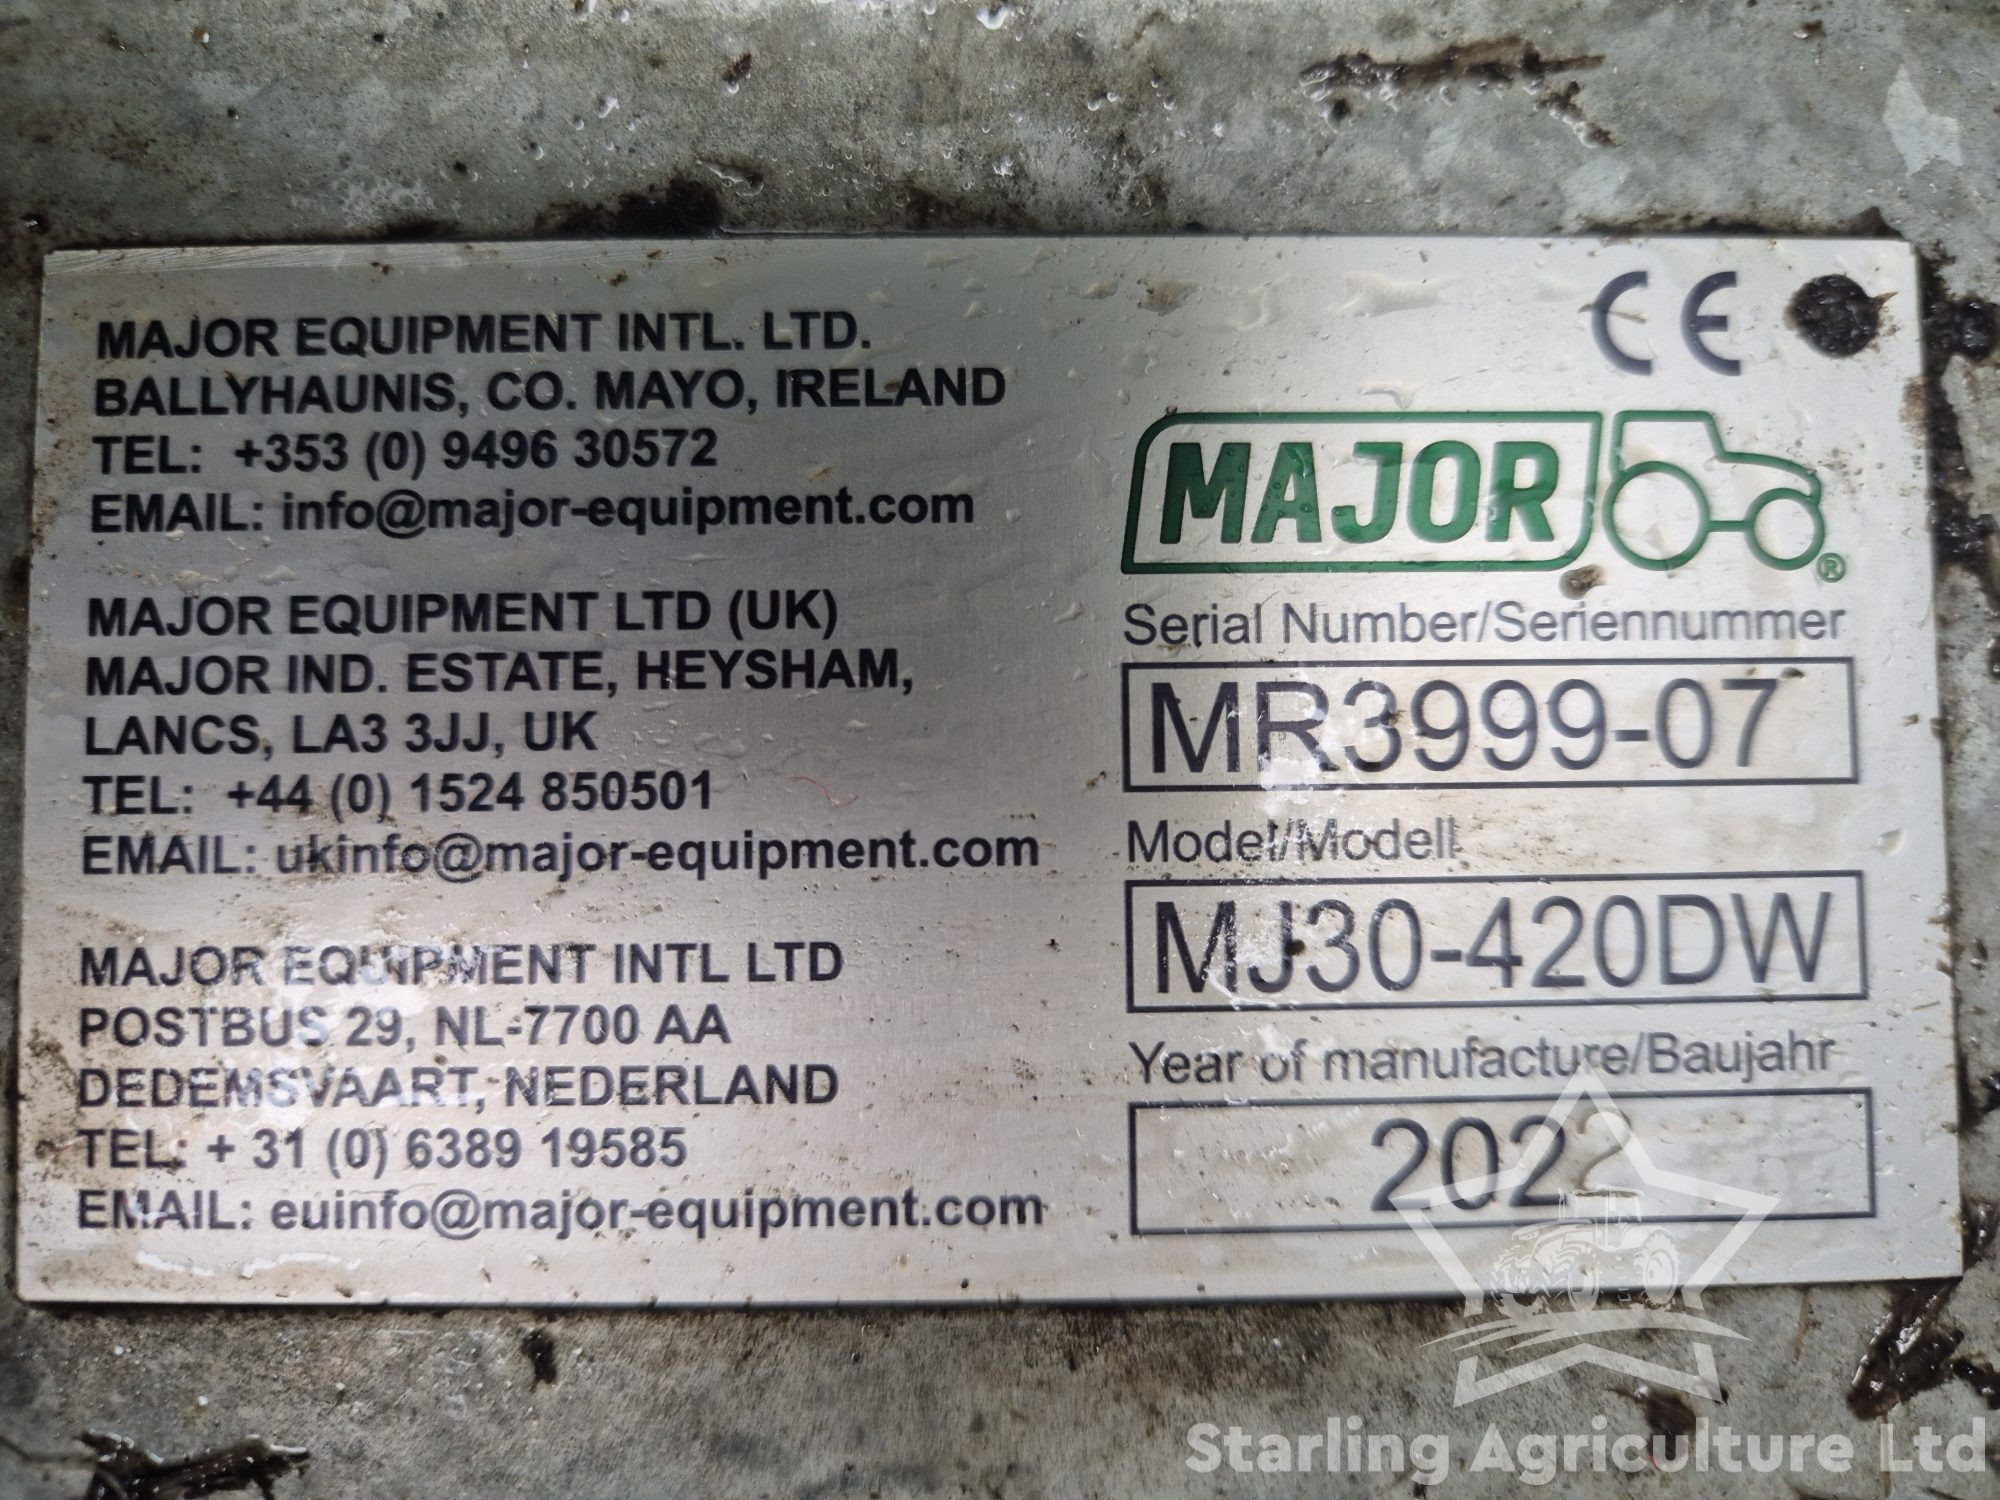 MAJOR EQUIPMENT INTL. LTD.
BALLYHAUNIS, CO. MAYO, IRELAND
TEL: +353 (0) 9496 30572
EMAIL: info@major-equipment.com
MAJOR EQUIPMENT LTD (UK)
MAJOR IND. ESTATE, HEYSHAM,
LANCS, LA3 3JJ, UK
TEL: +44 (0) 1524 850501
EMAIL: ukinfo@major-equipment.com
MAJOR EQUIPMENT INTL LTD
POSTBUS 29, NL-7700 AA
DEDEMSVAART, NEDERLAND
TEL: + 31 (0) 6389 19585
EMAIL: euinfo@major-equipment.com
CE
MAJOR
®
Serial Number/Seriennummer
MR3999-07
Model/Modell
MJ30-420DW
Year of manufacture/Baujahr
2022
Starling Agriculture Ltd